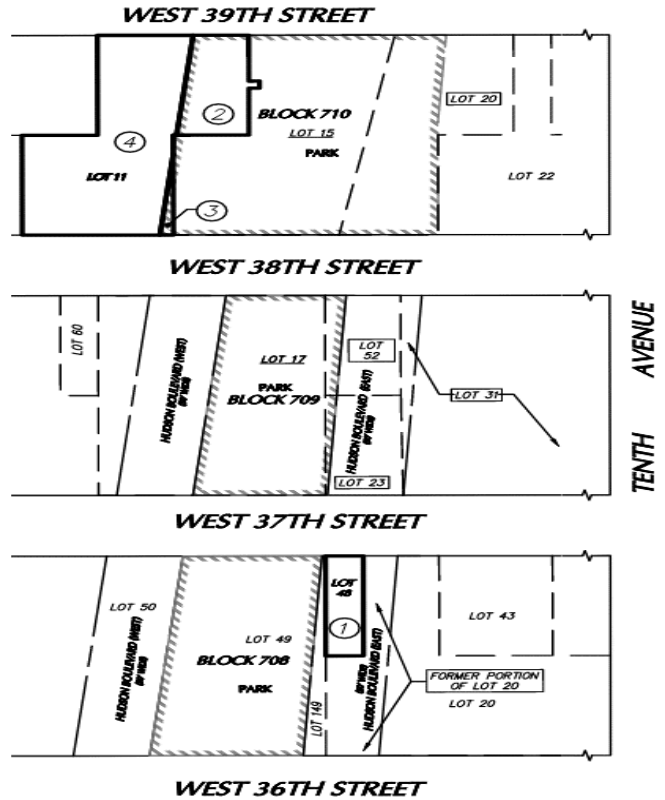 WEST 39TH STREET
②
BLOCK 710
LOT 20
④
LOT 15
PARK
LOT 11
LOT 22
③
WEST 38TH STREET
LOT 60
HUDSON BOULEVARD (WEST)
LOT 17
PARK
BLOCK 709
LOT
52
HUDSON BOULEVARD (EAST)
LOT 31
LOT 23
TENTH AVENUE
WEST 37TH STREET
LOT 50
HUDSON BOULEVARD (WEST)
LOT 49
BLOCK 708
PARK
LOT 149
LOT
48
①
HUDSON BOULEVARD (EAST)
LOT 43
FORMER PORTION
OF LOT 20
LOT 20
WEST 36TH STREET